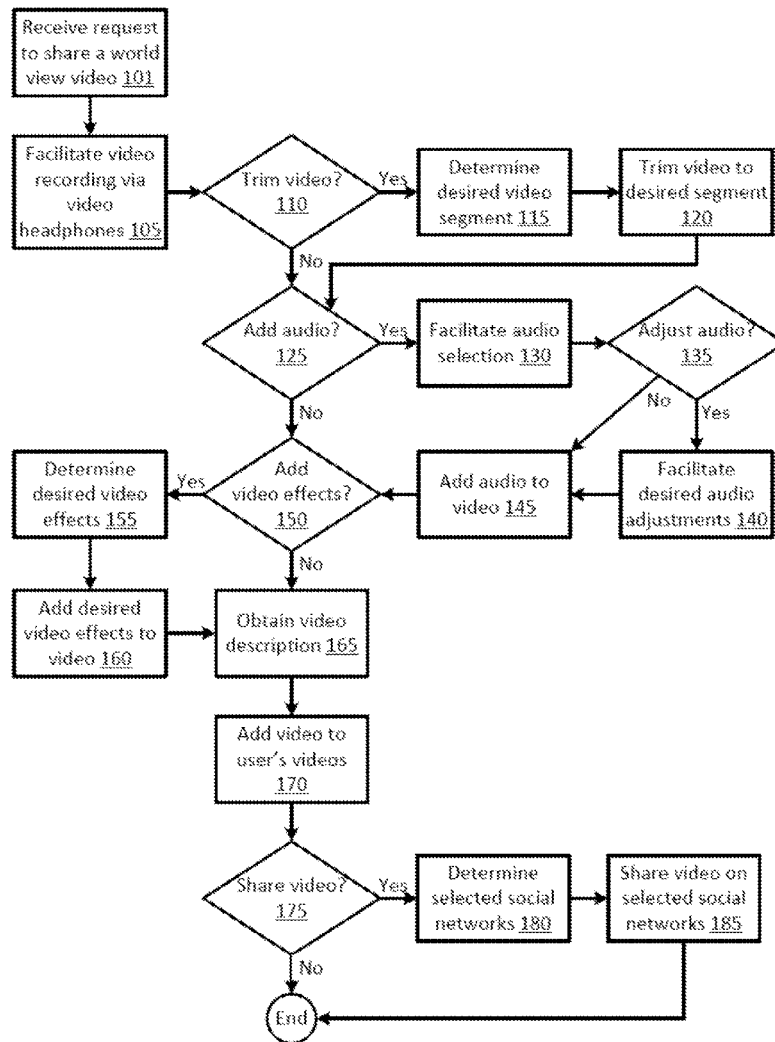 Receive request
to share a world
view video 101
Facilitate video
recording via
video
headphones 105
Trim video?
110
Yes
Determine
desired video
segment 115
Trim video to
desired segment
120
No
Add audio?
125
Yes
Facilitate audio
selection 130
Adjust audio?
135
No
No
Yes
Determine
desired video
effects 155
Yes
Add
video effects?
150
Add audio to
video 145
Facilitate
desired audio
adjustments 140
No
Add desired
video effects to
video 160
Obtain video
description 165
Add video to
user's videos
170
Share video?
175
Yes
Determine
selected social
networks 180
Share video on
selected social
networks 185
No
End